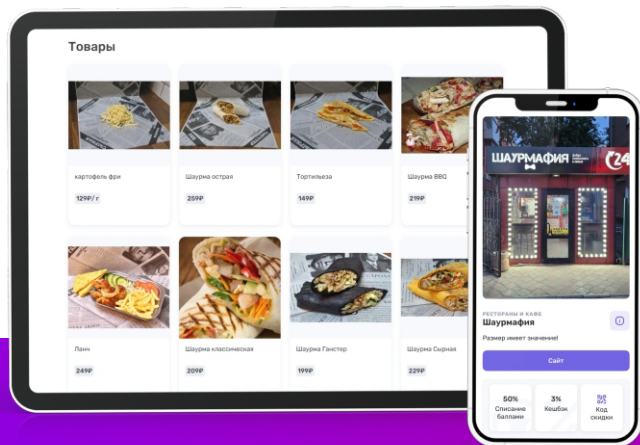 Товары
картофель фри
Шаурма острая
Тортильеза
Шаурма BBQ
129₽/ г
259₽
149₽
219₽
Ланч
Шаурма классическая
Шаурма Ганстер
Шаурма Сырная
249₽
209₽
199₽
229₽
ШАУРМАФИЯ
24
РЕСТОРАНЫ И КАФЕ
Шаурмафия
Размер имеет значение!
Сайт
50%
Списание
баллами
3%
Кешбэк
Код
скидки